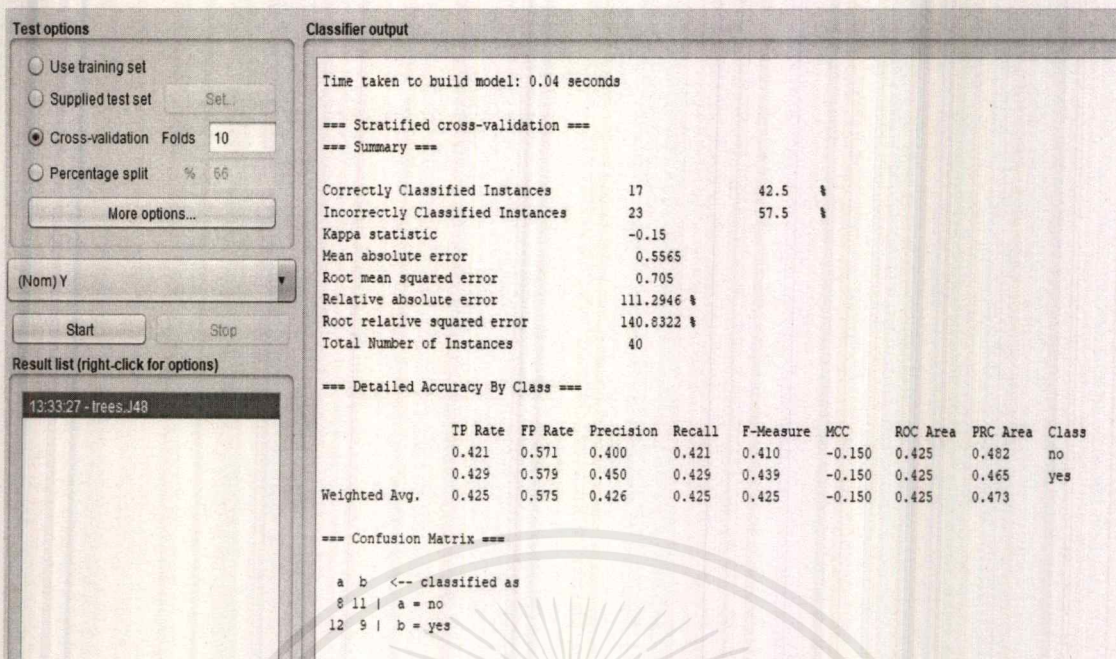 Test options
Use training set
Supplied test set Set...
Cross-validation Folds 10
Percentage split % 66
More options...
(Nom) Y
Start Stop
Result list (right-click for options)
13:33:27 - trees.J48
Classifier output
Time taken to build model: 0.04 seconds
=== Stratified cross-validation ===
=== Summary ===
Correctly Classified Instances 17 42.5 %
Incorrectly Classified Instances 23 57.5 %
Kappa statistic -0.15
Mean absolute error 0.5565
Root mean squared error 0.705
Relative absolute error 111.2946 %
Root relative squared error 140.8322 %
Total Number of Instances 40
=== Detailed Accuracy By Class ===
TP Rate FP Rate Precision Recall F-Measure MCC ROC Area PRC Area Class
0.421 0.571 0.400 0.421 0.410 -0.150 0.425 0.482 no
0.429 0.579 0.450 0.429 0.439 -0.150 0.425 0.465 yes
Weighted Avg. 0.425 0.575 0.426 0.425 0.425 -0.150 0.425 0.473
=== Confusion Matrix ===
a b <-- classified as
8 11 | a = no
12 9 | b = yes